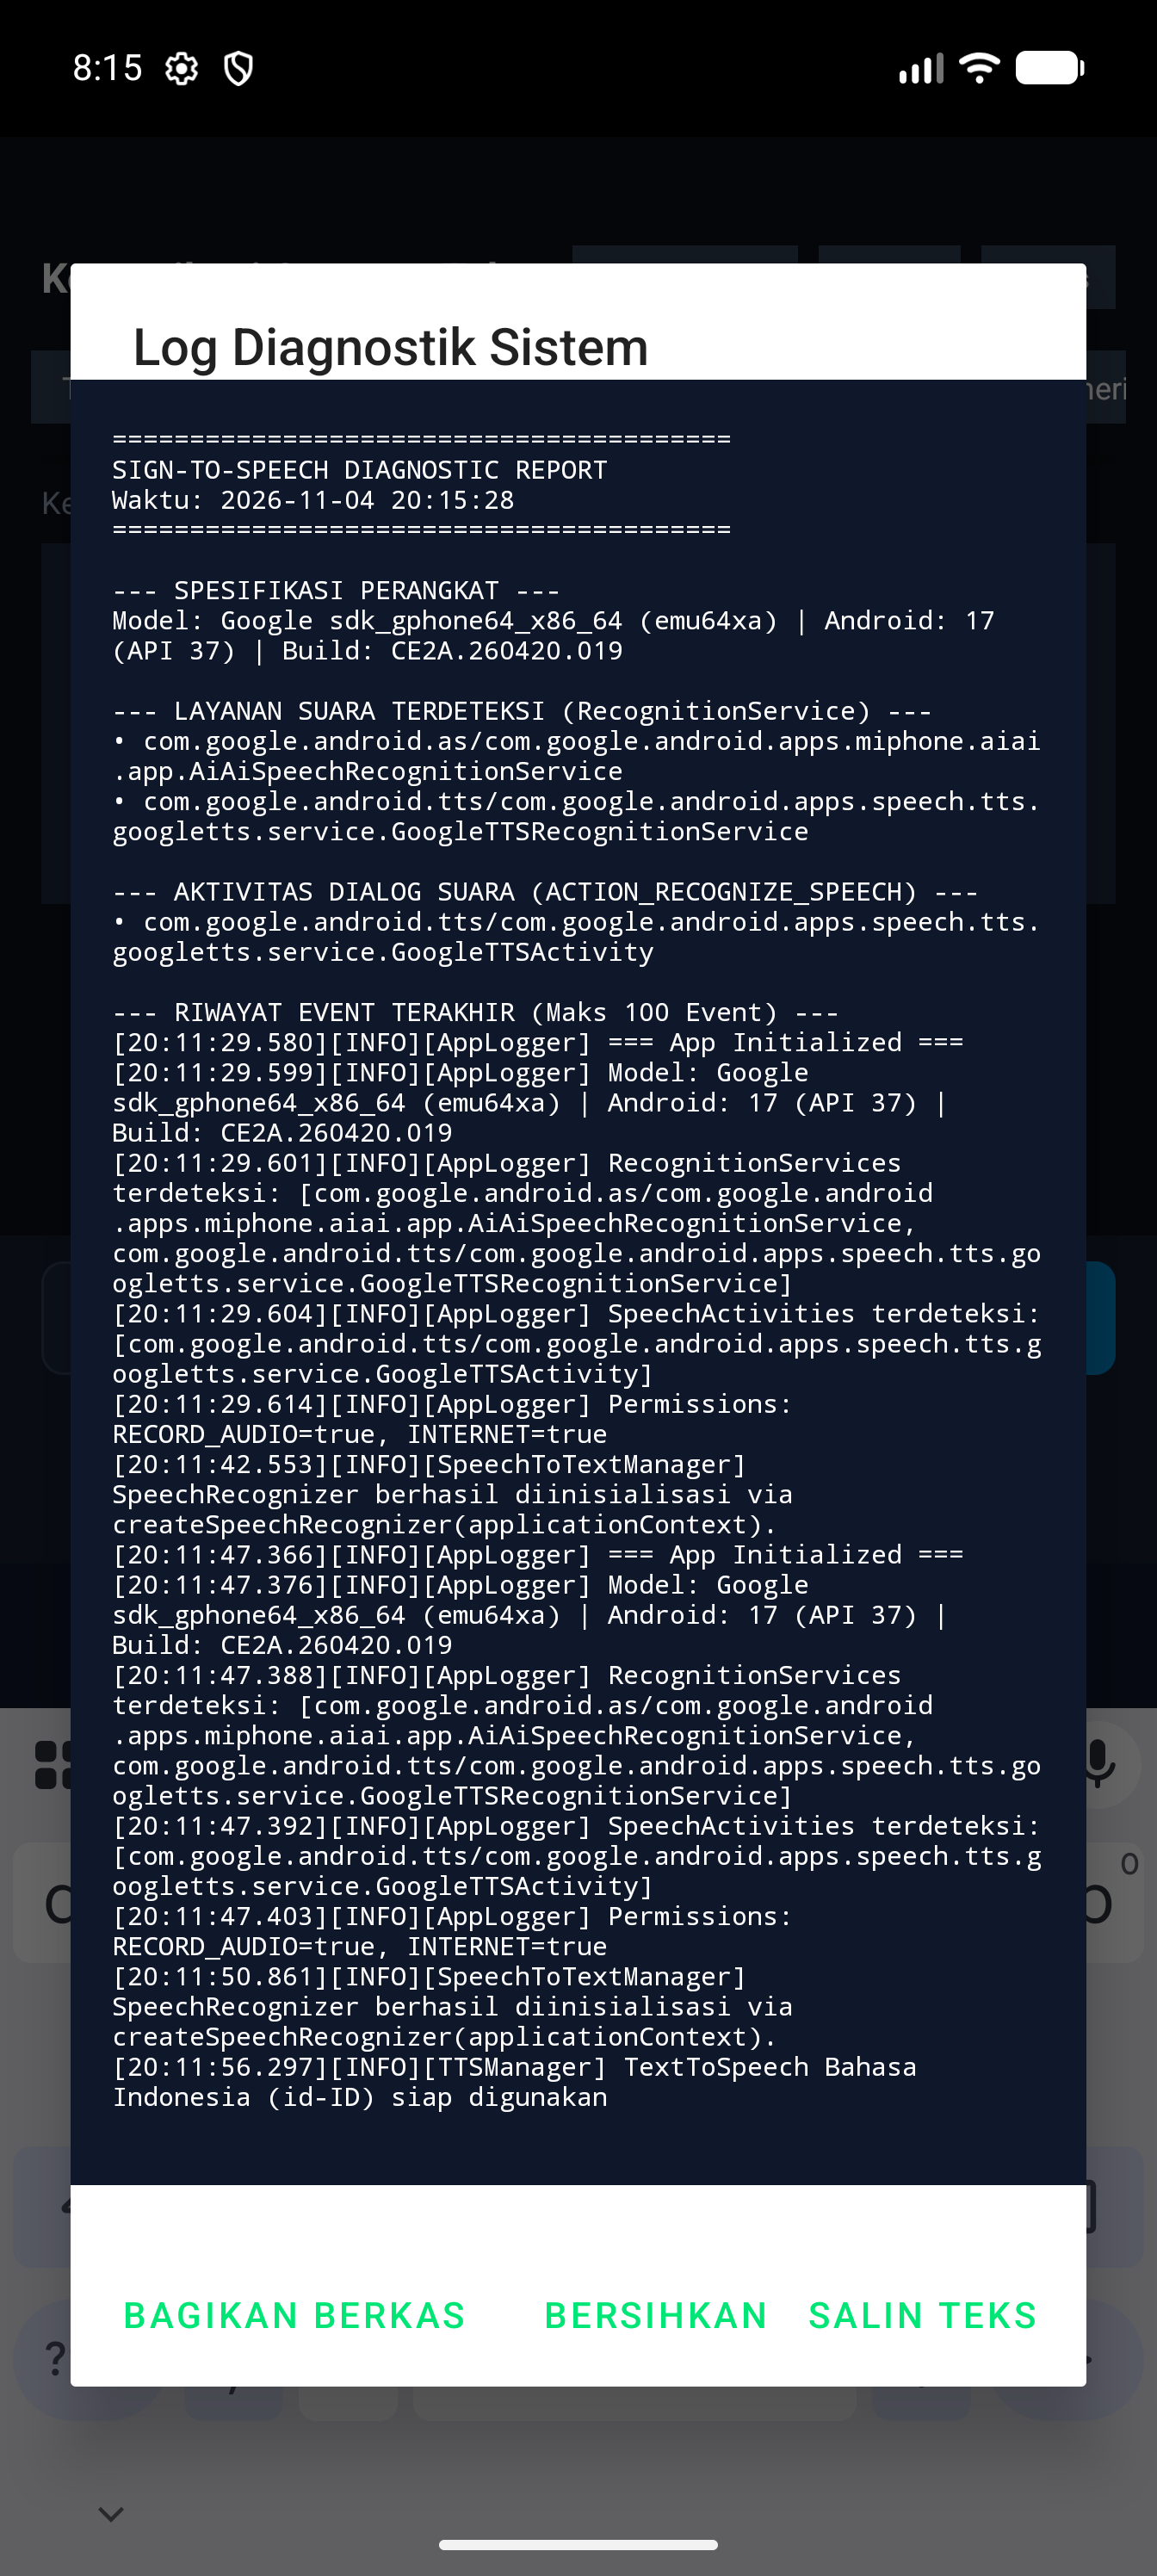 8:15
Log Diagnostik Sistem
========================================
SIGN-TO-SPEECH DIAGNOSTIC REPORT
Waktu: 2026-11-04 20:15:28
========================================
--- SPESIFIKASI PERANGKAT ---
Model: Google sdk_gphone64_x86_64 (emu64xa) | Android: 17
(API 37) | Build: CE2A.260420.019
--- LAYANAN SUARA TERDETEKSI (RecognitionService) ---
• com.google.android.as/com.google.android.apps.miphone.aiai
.app.AiAiSpeechRecognitionService
• com.google.android.tts/com.google.android.apps.speech.tts.
googletts.service.GoogleTTSRecognitionService
--- AKTIVITAS DIALOG SUARA (ACTION_RECOGNIZE_SPEECH) ---
• com.google.android.tts/com.google.android.apps.speech.tts.
googletts.service.GoogleTTSActivity
--- RIWAYAT EVENT TERAKHIR (Maks 100 Event) ---
[20:11:29.580][INFO][AppLogger] === App Initialized ===
[20:11:29.599][INFO][AppLogger] Model: Google
sdk_gphone64_x86_64 (emu64xa) | Android: 17 (API 37) |
Build: CE2A.260420.019
[20:11:29.601][INFO][AppLogger] RecognitionServices
terdeteksi: [com.google.android.as/com.google.android
.apps.miphone.aiai.app.AiAiSpeechRecognitionService,
com.google.android.tts/com.google.android.apps.speech.tts.go
ogletts.service.GoogleTTSRecognitionService]
[20:11:29.604][INFO][AppLogger] SpeechActivities terdeteksi:
[com.google.android.tts/com.google.android.apps.speech.tts.g
oogletts.service.GoogleTTSActivity]
[20:11:29.614][INFO][AppLogger] Permissions:
RECORD_AUDIO=true, INTERNET=true
[20:11:42.553][INFO][SpeechToTextManager]
SpeechRecognizer berhasil diinisialisasi via
createSpeechRecognizer(applicationContext).
[20:11:47.366][INFO][AppLogger] === App Initialized ===
[20:11:47.376][INFO][AppLogger] Model: Google
sdk_gphone64_x86_64 (emu64xa) | Android: 17 (API 37) |
Build: CE2A.260420.019
[20:11:47.388][INFO][AppLogger] RecognitionServices
terdeteksi: [com.google.android.as/com.google.android
.apps.miphone.aiai.app.AiAiSpeechRecognitionService,
com.google.android.tts/com.google.android.apps.speech.tts.go
ogletts.service.GoogleTTSRecognitionService]
[20:11:47.392][INFO][AppLogger] SpeechActivities terdeteksi:
[com.google.android.tts/com.google.android.apps.speech.tts.g
oogletts.service.GoogleTTSActivity]
[20:11:47.403][INFO][AppLogger] Permissions:
RECORD_AUDIO=true, INTERNET=true
[20:11:50.861][INFO][SpeechToTextManager]
SpeechRecognizer berhasil diinisialisasi via
createSpeechRecognizer(applicationContext).
[20:11:56.297][INFO][TTSManager] TextToSpeech Bahasa
Indonesia (id-ID) siap digunakan
BAGIKAN BERKAS BERSIHKAN SALIN TEKS